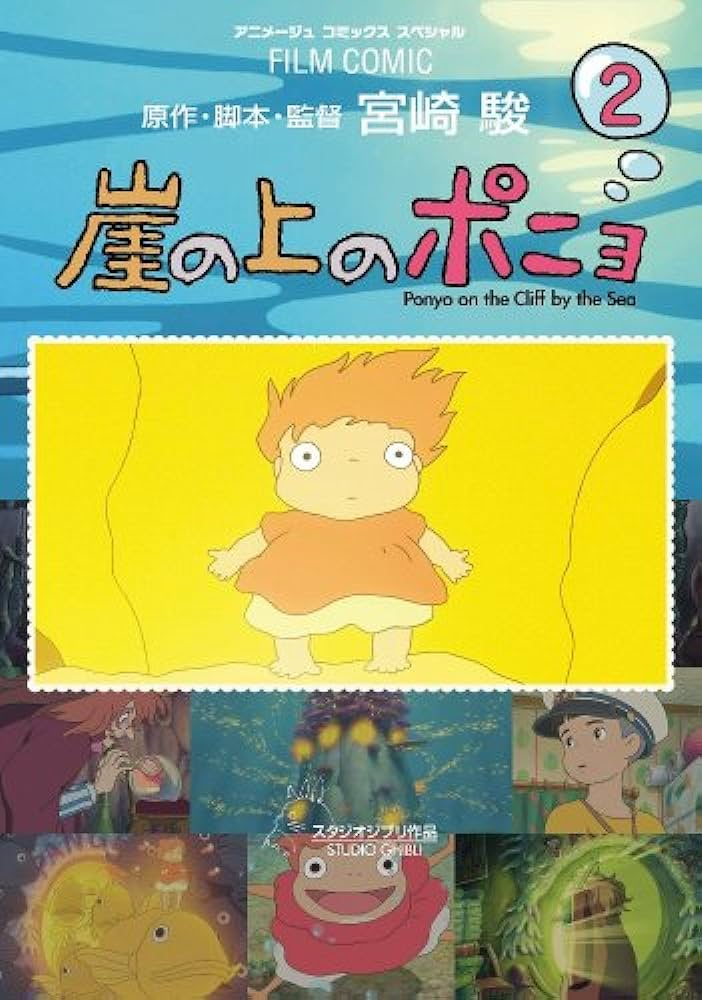 アニメージュ コミックス スペシャル
FILM COMIC
2
原作・脚本・監督 宮崎 駿
崖の上のポニョ
Ponyo on the Cliff by the Sea
スタジオジブリ作品
STUDIO GHIBLI